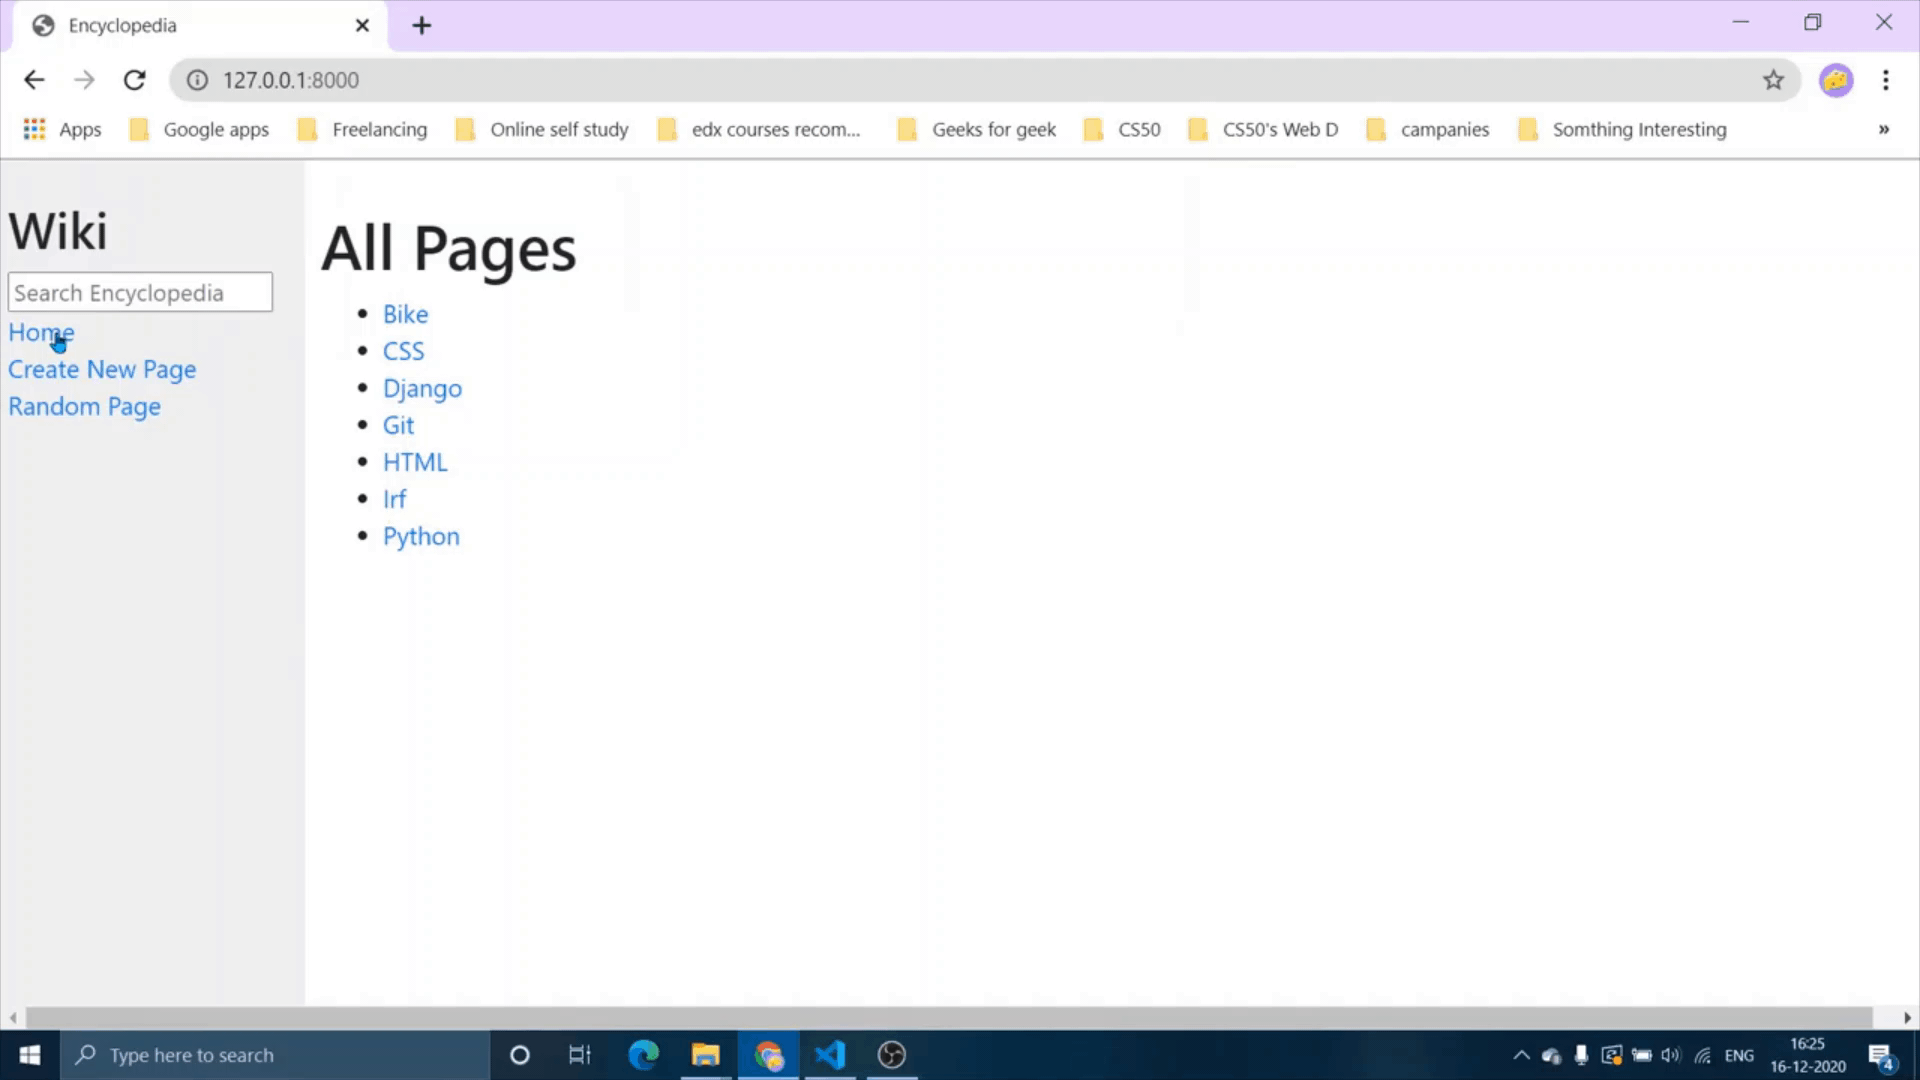 Encyclopedia
127.0.0.1:8000
Apps Google apps Freelancing Online self study edx courses recom... Geeks for geek CS50 CS50's Web D campanies Somthing Interesting »
Wiki
Search Encyclopedia
Home
Create New Page
Random Page
All Pages
Bike
CSS
Django
Git
HTML
Irf
Python
Type here to search
ENG
16:25
16-12-2020
4